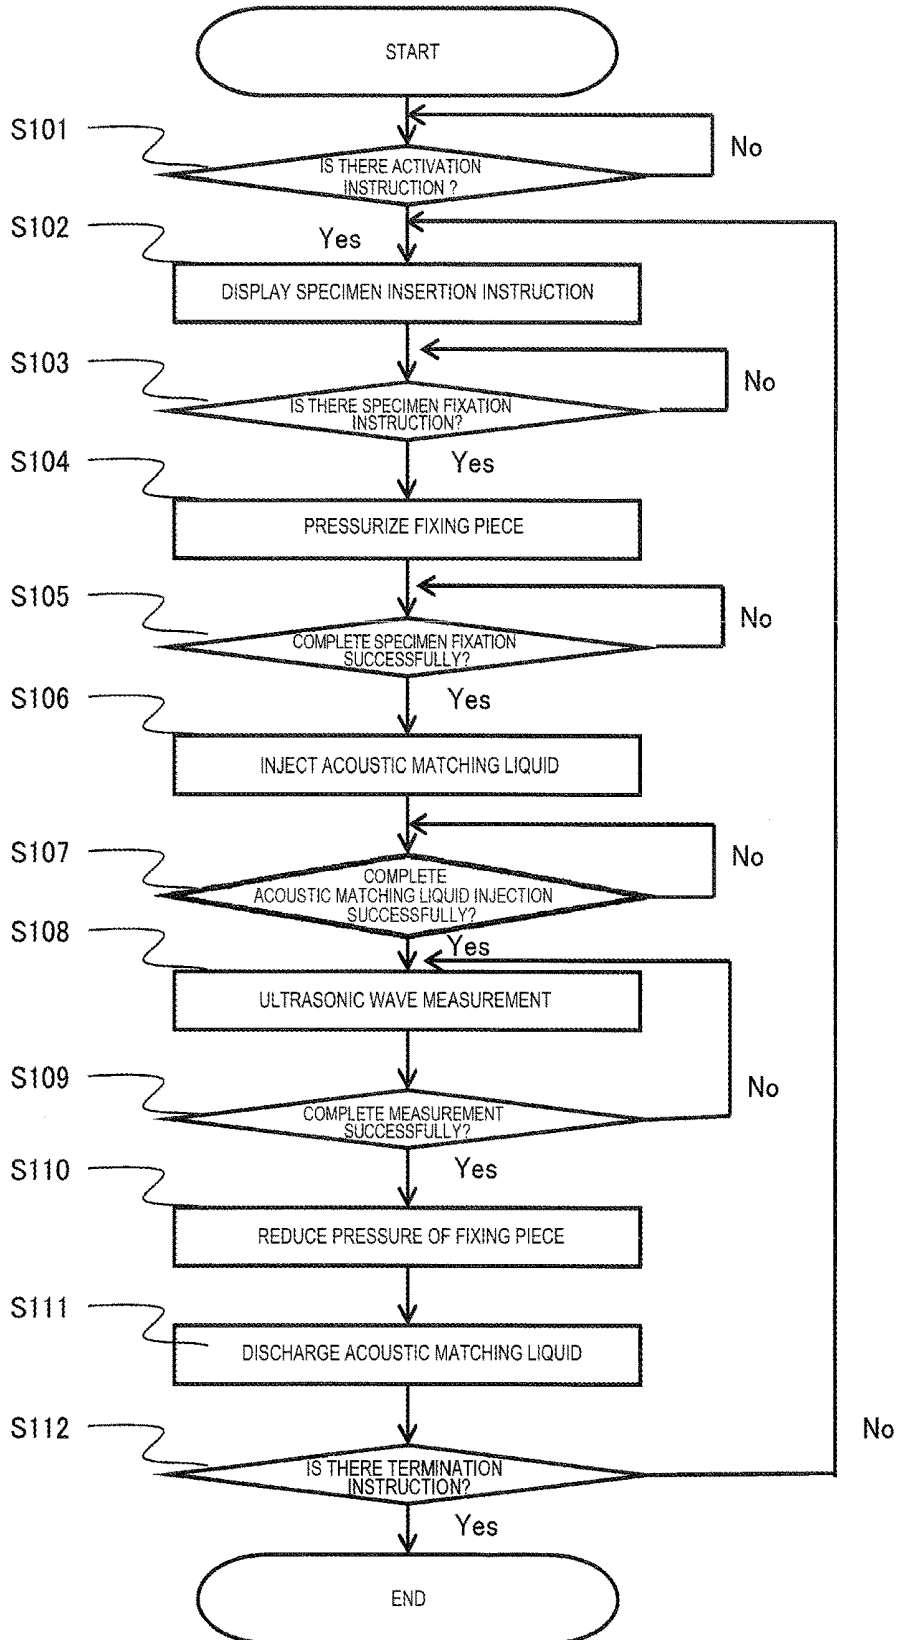 START
S101
IS THERE ACTIVATION
INSTRUCTION ?
No
S102
Yes
DISPLAY SPECIMEN INSERTION INSTRUCTION
S103
IS THERE SPECIMEN FIXATION
INSTRUCTION?
No
S104
Yes
PRESSURIZE FIXING PIECE
S105
COMPLETE SPECIMEN FIXATION
SUCCESSFULLY?
No
S106
Yes
INJECT ACOUSTIC MATCHING LIQUID
S107
COMPLETE
ACOUSTIC MATCHING LIQUID INJECTION
SUCCESSFULLY?
No
S108
Yes
ULTRASONIC WAVE MEASUREMENT
S109
COMPLETE MEASUREMENT
SUCCESSFULLY?
No
S110
Yes
REDUCE PRESSURE OF FIXING PIECE
S111
DISCHARGE ACOUSTIC MATCHING LIQUID
S112
IS THERE TERMINATION
INSTRUCTION?
No
Yes
END